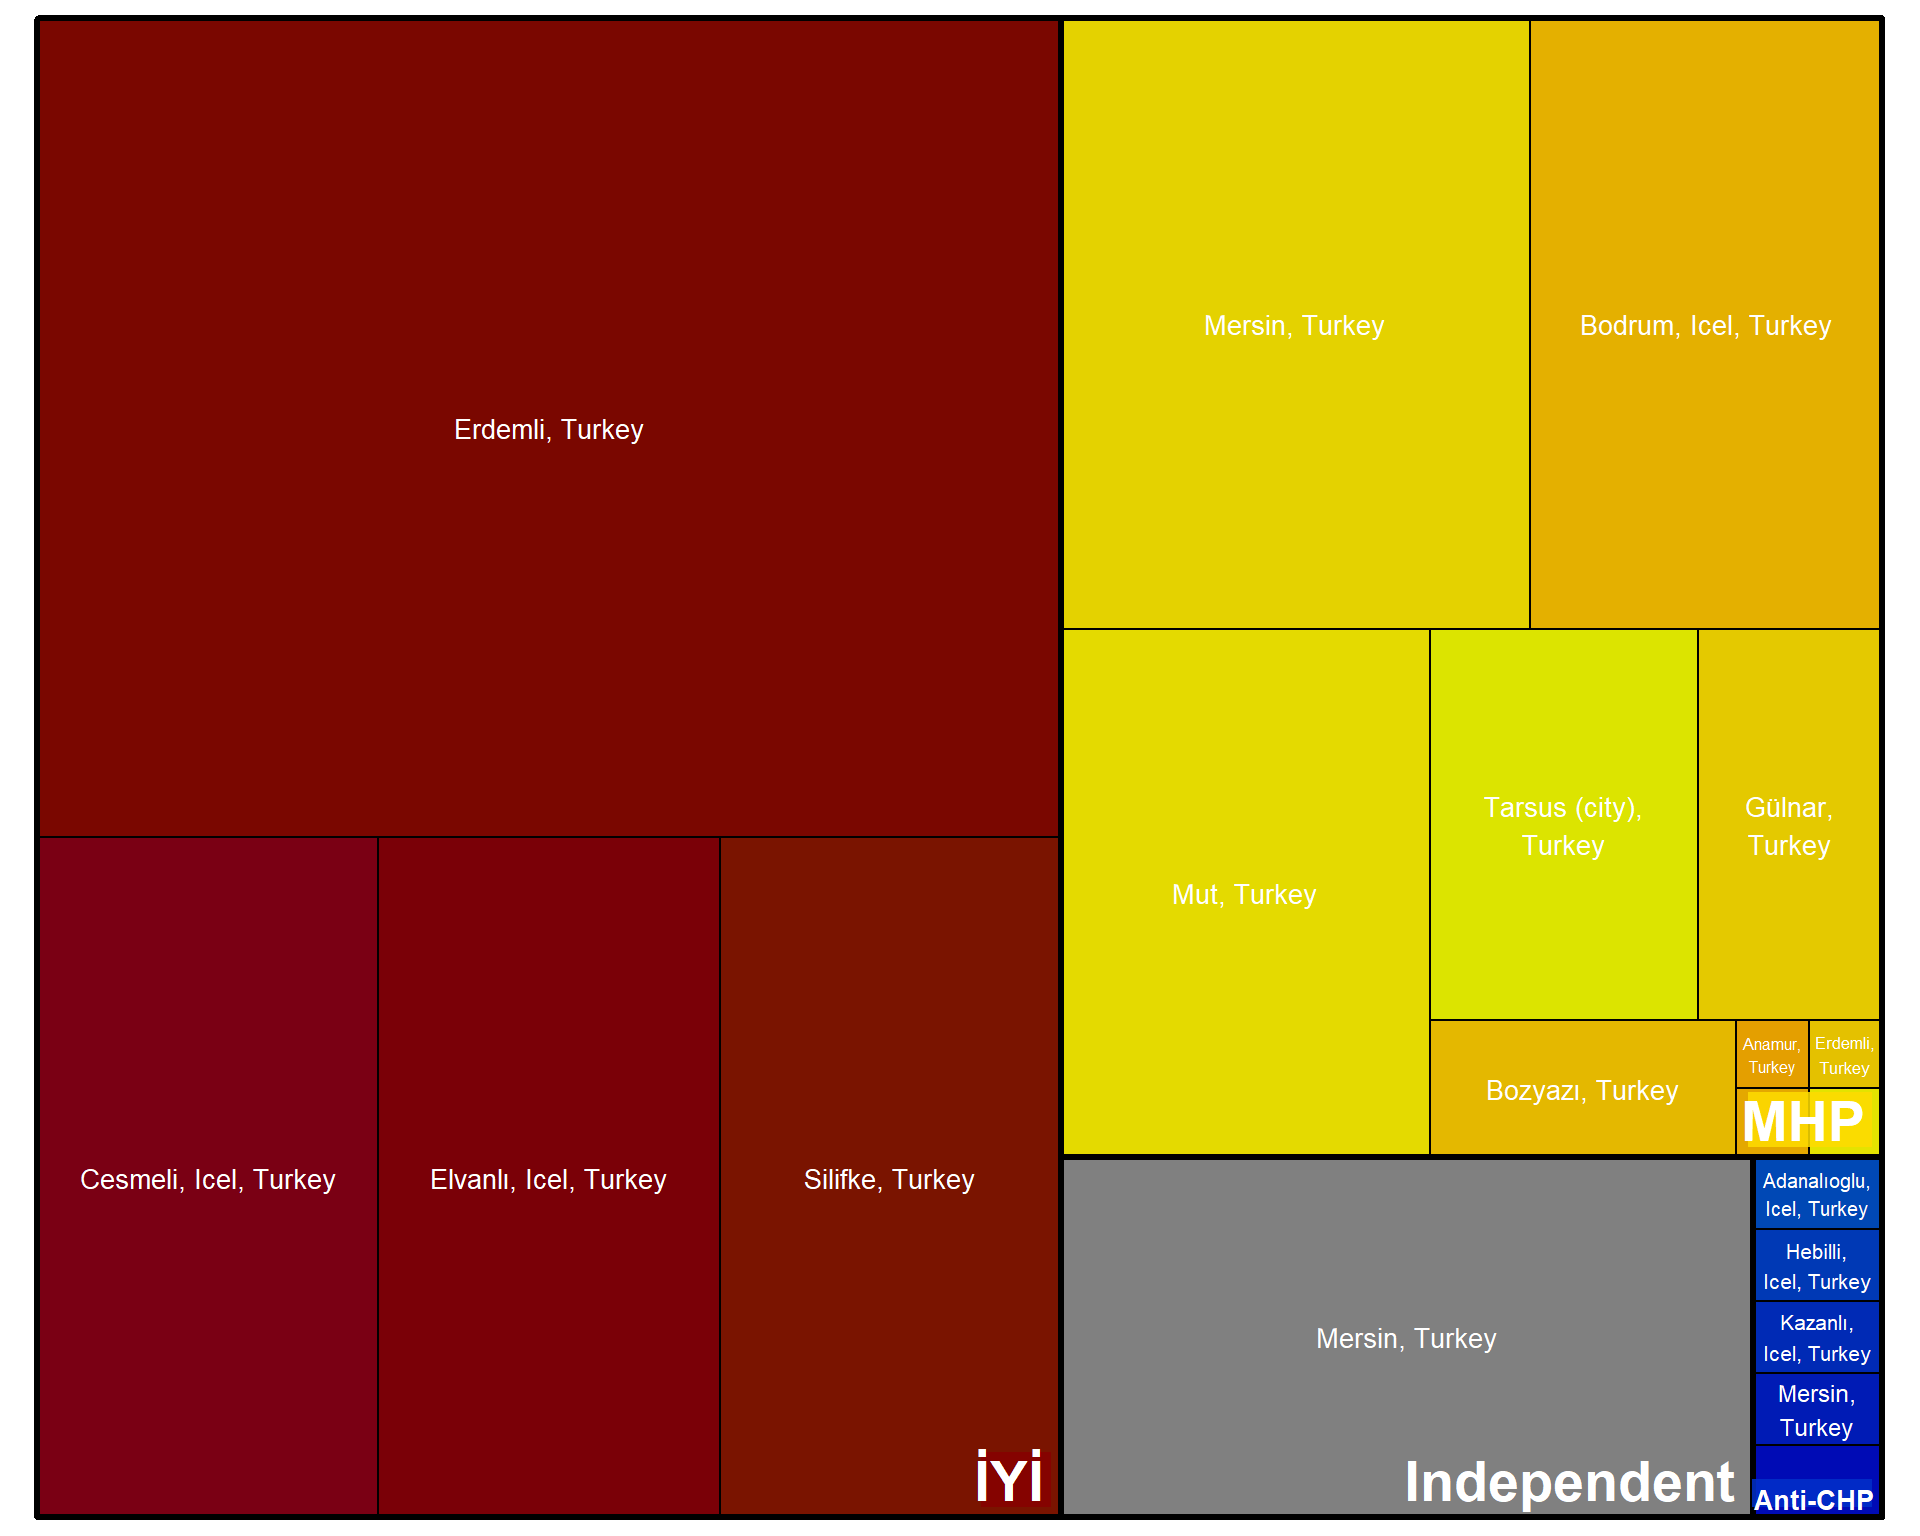 Erdemli, Turkey
Cesmeli, Icel, Turkey
Elvanlı, Icel, Turkey
Silifke, Turkey
İYİ
Mersin, Turkey
Bodrum, Icel, Turkey
Mut, Turkey
Tarsus (city),
Turkey
Gülnar,
Turkey
Bozyazı, Turkey
Anamur,
Turkey
Erdemli,
Turkey
MHP
Mersin, Turkey
Independent
Adanalıoglu,
Icel, Turkey
Hebilli,
Icel, Turkey
Kazanlı,
Icel, Turkey
Mersin,
Turkey
Anti-CHP